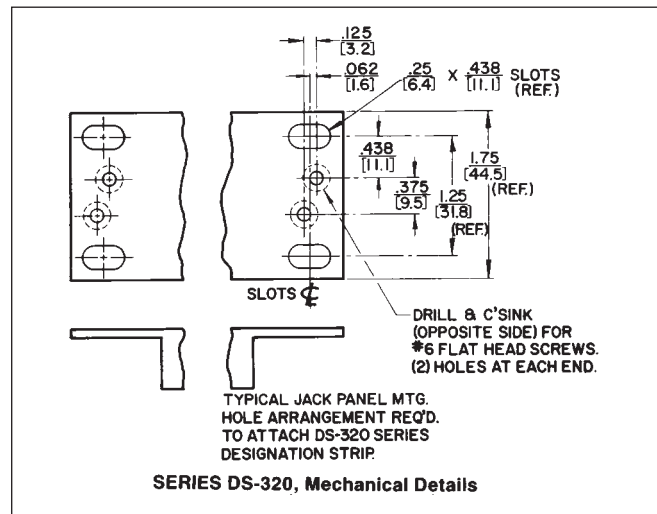 .125
[3.2]
.062
[1.6]
.25
[6.4]
X
.438
[11.1]
SLOTS
(REF.)
.438
[11.1]
.375
[9.5]
1.25
[31.8]
(REF.)
1.75
[44.5]
(REF.)
SLOTS ℄
DRILL & C'SINK
(OPPOSITE SIDE) FOR
#6 FLAT HEAD SCREWS.
(2) HOLES AT EACH END.
TYPICAL JACK PANEL MTG.
HOLE ARRANGEMENT REQ'D.
TO ATTACH DS-320 SERIES
DESIGNATION STRIP.
SERIES DS-320, Mechanical Details